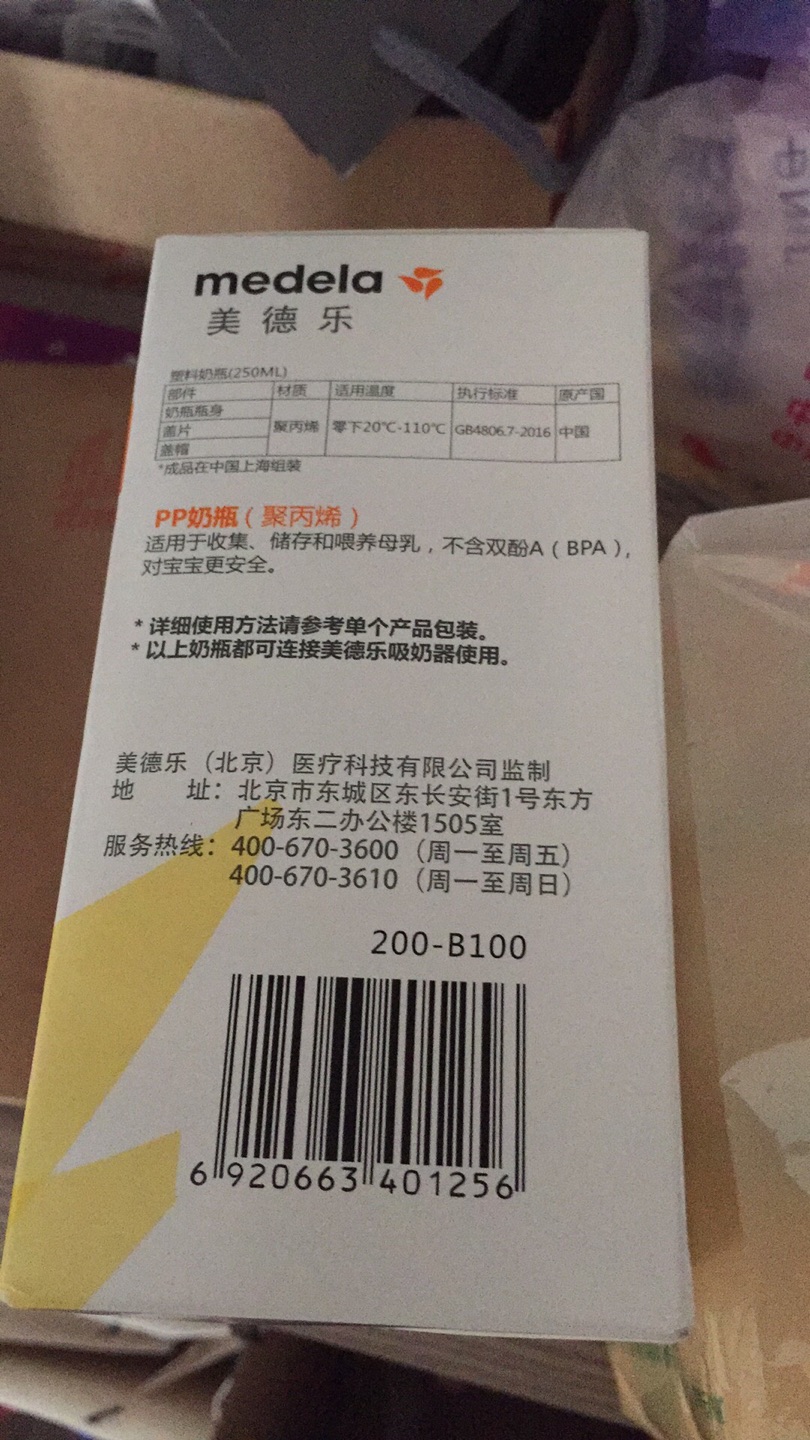 medela
美德乐
塑料奶瓶(250ML)
部件 材质 适用温度 执行标准 原产国
奶瓶瓶身
盖片 聚丙烯 零下20℃-110℃ GB4806.7-2016 中国
盖帽
*成品在中国上海组装
PP奶瓶(聚丙烯)
适用于收集、储存和喂养母乳，不含双酚A(BPA)，
对宝宝更安全。
*详细使用方法请参考单个产品包装。
*以上奶瓶都可连接美德乐吸奶器使用。
美德乐（北京）医疗科技有限公司监制
地 址：北京市东城区东长安街1号东方
广场东二办公楼1505室
服务热线：400-670-3600（周一至周五）
400-670-3610（周一至周日）
200-B100
6 920663 401256